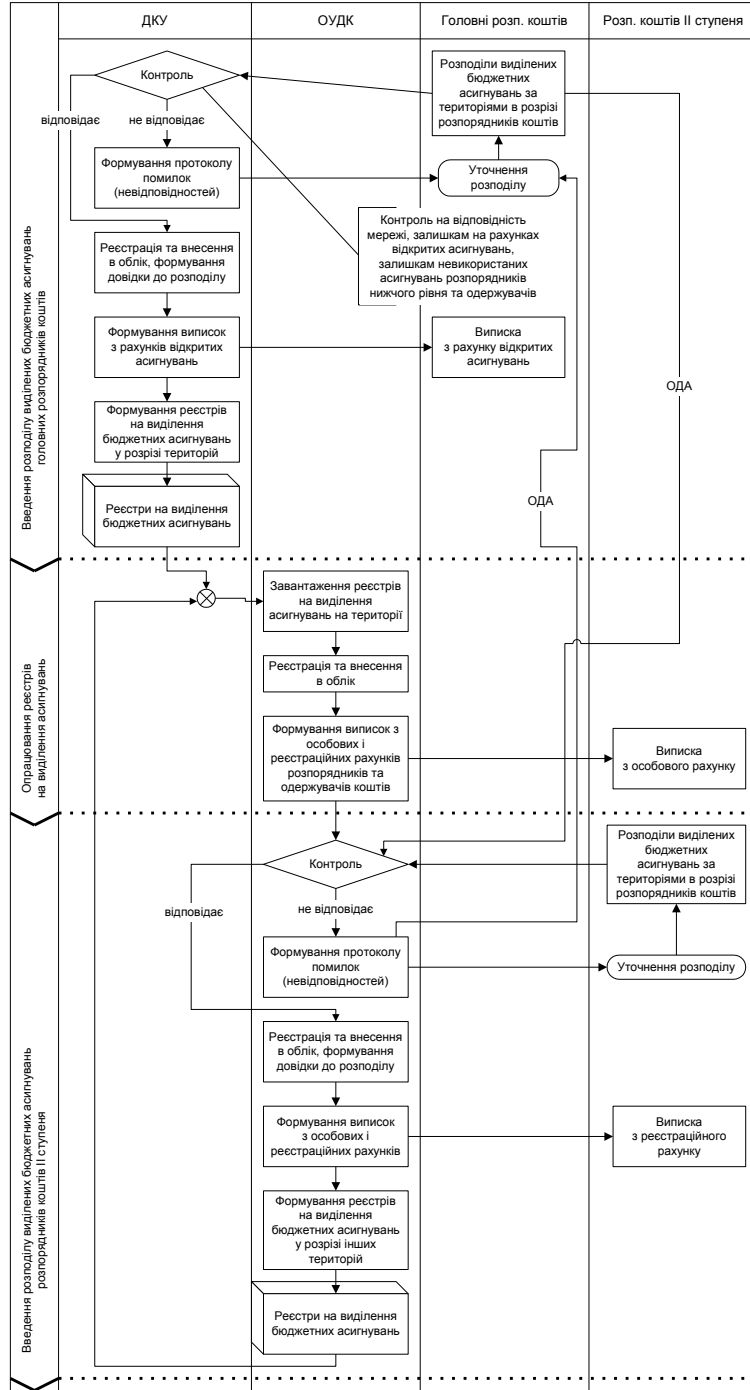 ДКУ
ОУДК
Головні розп. коштів
Розп. коштів II ступеня
Введення розподілу виділених бюджетних асигнувань
головних розпорядників коштів
Контроль
відповідає
не відповідає
Розподіли виділених
бюджетних
асигнувань за
територіями в розрізі
розпорядників коштів
Формування протоколу
помилок
(невідповідностей)
Уточнення
розподілу
Контроль на відповідність
мережі, залишкам на рахунках
відкритих асигнувань,
залишкам невикористаних
асигнувань розпорядників
нижчого рівня та одержувачів
Реєстрація та внесення
в облік, формування
довідки до розподілу
Формування виписок
з рахунків відкритих
асигнувань
Виписка
з рахунку відкритих
асигнувань
ОДА
Формування реєстрів
на виділення
бюджетних асигнувань
у розрізі територій
ОДА
Реєстри на виділення
бюджетних асигнувань
Опрацювання реєстрів
на виділення асигнувань
Завантаження реєстрів
на виділення
асигнувань на території
Реєстрація та внесення
в облік
Формування виписок з
особових і
реєстраційних рахунків
розпорядників та
одержувачів коштів
Виписка
з особового рахунку
Введення розподілу виділених бюджетних асигнувань
розпорядників коштів II ступеня
Контроль
відповідає
не відповідає
Розподіли виділених
бюджетних
асигнувань за
територіями в розрізі
розпорядників коштів
Формування протоколу
помилок
(невідповідностей)
Уточнення розподілу
Реєстрація та внесення
в облік, формування
довідки до розподілу
Формування виписок
з особових і
реєстраційних рахунків
Виписка
з реєстраційного
рахунку
Формування реєстрів
на виділення
бюджетних асигнувань
у розрізі інших
територій
Реєстри на виділення
бюджетних асигнувань